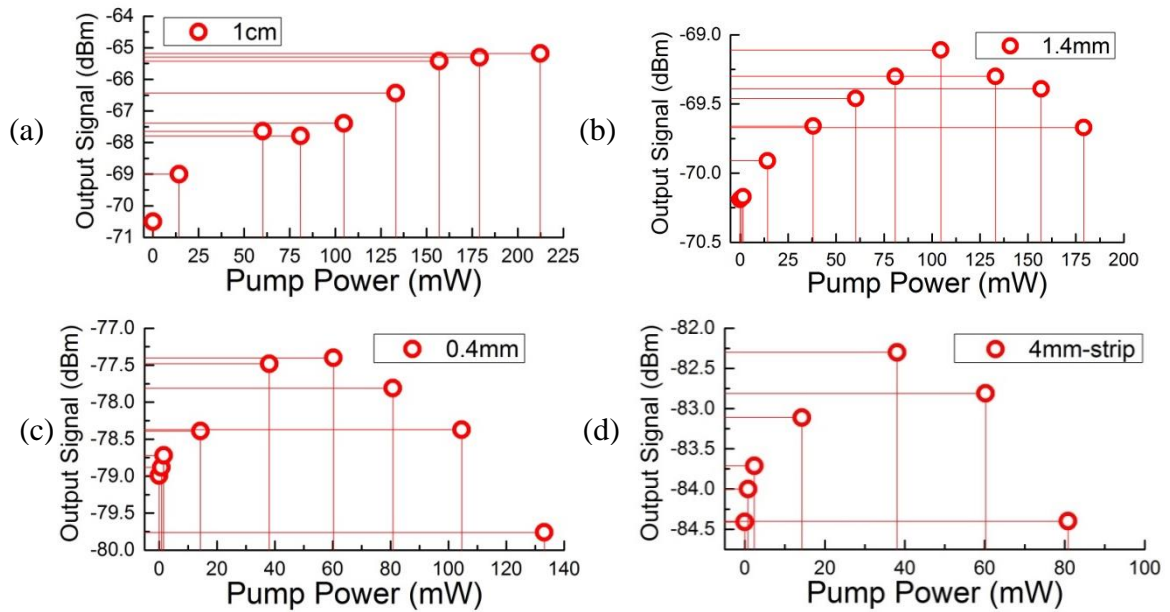 (a)
Output Signal (dBm)
-64
-65
-66
-67
-68
-69
-70
-71
1cm
0 25 50 75 100 125 150 175 200 225
Pump Power (mW)
(b)
Output Signal (dBm)
-69.0
-69.5
-70.0
-70.5
1.4mm
0 25 50 75 100 125 150 175 200
Pump Power (mW)
(c)
Output Signal (dBm)
-77.0
-77.5
-78.0
-78.5
-79.0
-79.5
-80.0
0.4mm
0 20 40 60 80 100 120 140
Pump Power (mW)
(d)
Output Signal (dBm)
-82.0
-82.5
-83.0
-83.5
-84.0
-84.5
4mm-strip
0 20 40 60 80 100
Pump Power (mW)